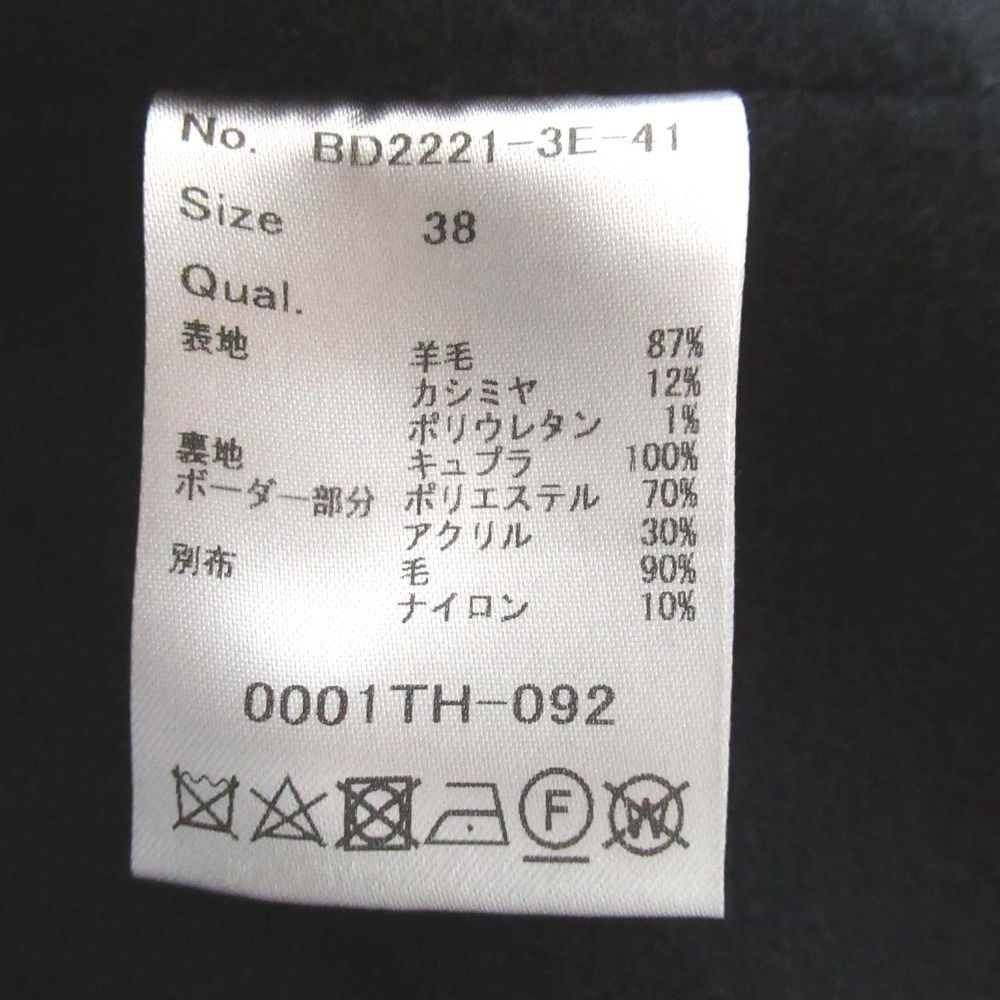 No. BD2221-3E-41
Size 38
Qual.
表地 羊毛 87%
カシミヤ 12%
ポリウレタン 1%
裏地 キュプラ 100%
ボーダー部分 ポリエステル 70%
アクリル 30%
別布 毛 90%
ナイロン 10%
0001TH-092
F W